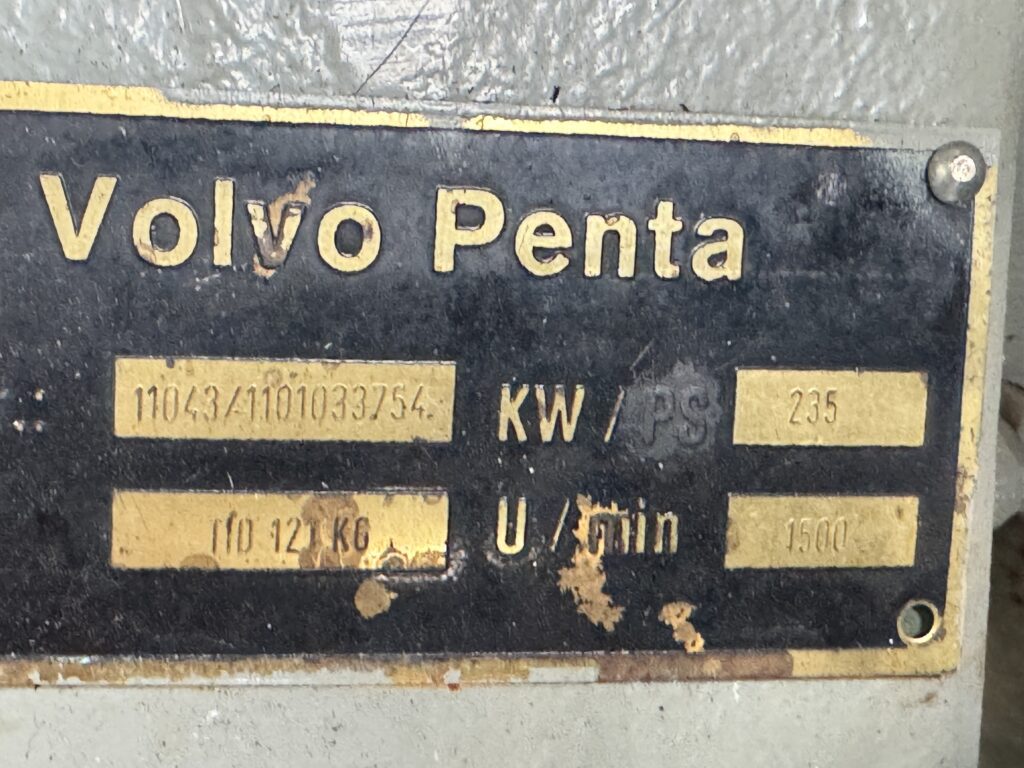 Volvo Penta
11043/1101033754 KW/PS 235
TID 121 KG U/min 1500